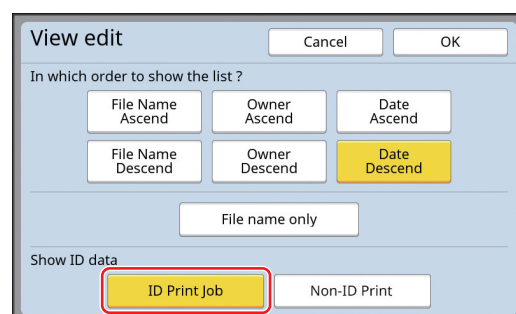 View edit
Cancel
OK
In which order to show the list ?
File Name
Ascend
Owner
Ascend
Date
Ascend
File Name
Descend
Owner
Descend
Date
Descend
File name only
Show ID data
ID Print Job
Non-ID Print